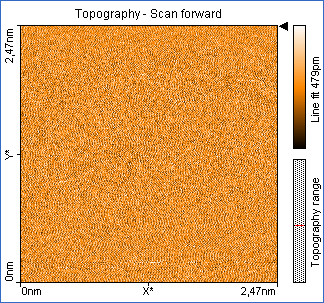 Topography - Scan forward
2,47nm
Y*
0nm
0nm
X*
2,47nm
Line fit 479pm
Topography range